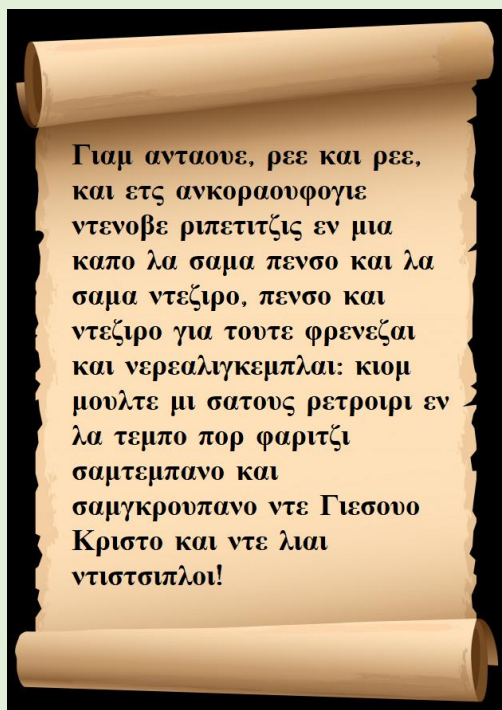 Γιαμ ανταουε, ρεε και ρεε,
και ετς ανκοραουφογιε
ντενοβε ριπετιτζις εν μια
καπο λα σαμα πενσο και λα
σαμα ντεζιρο, πενσο και
ντεζιρο για τουτε φρενεζαι
και νερεαλιγκεμπλαι: κιομ
μουλτε μι σατους ρετροιρι εν
λα τεμπο πορ φαριτζι
σαμτεμπανο και
σαμγκρουπανο ντε Γιεσουο
Κριστο και ντε λιαι
ντιστσιπλοι!